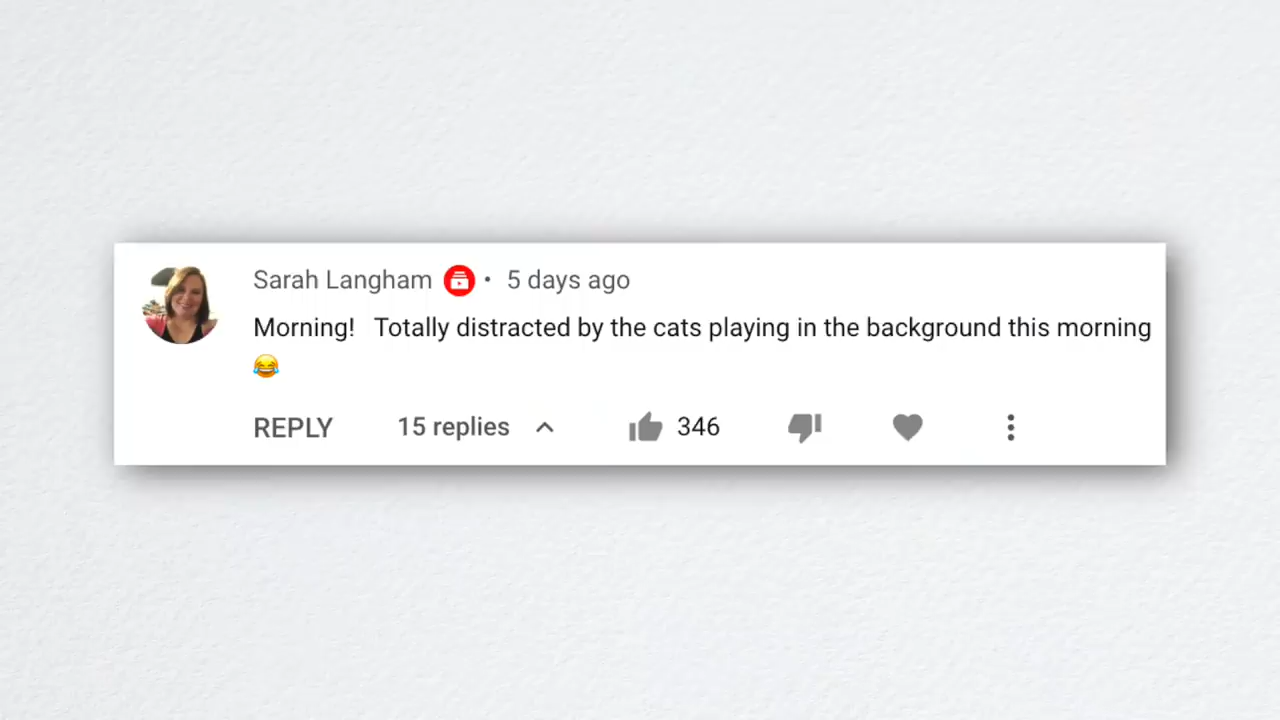 Sarah Langham • 5 days ago
Morning!   Totally distracted by the cats playing in the background this morning
😂
REPLY 15 replies 346